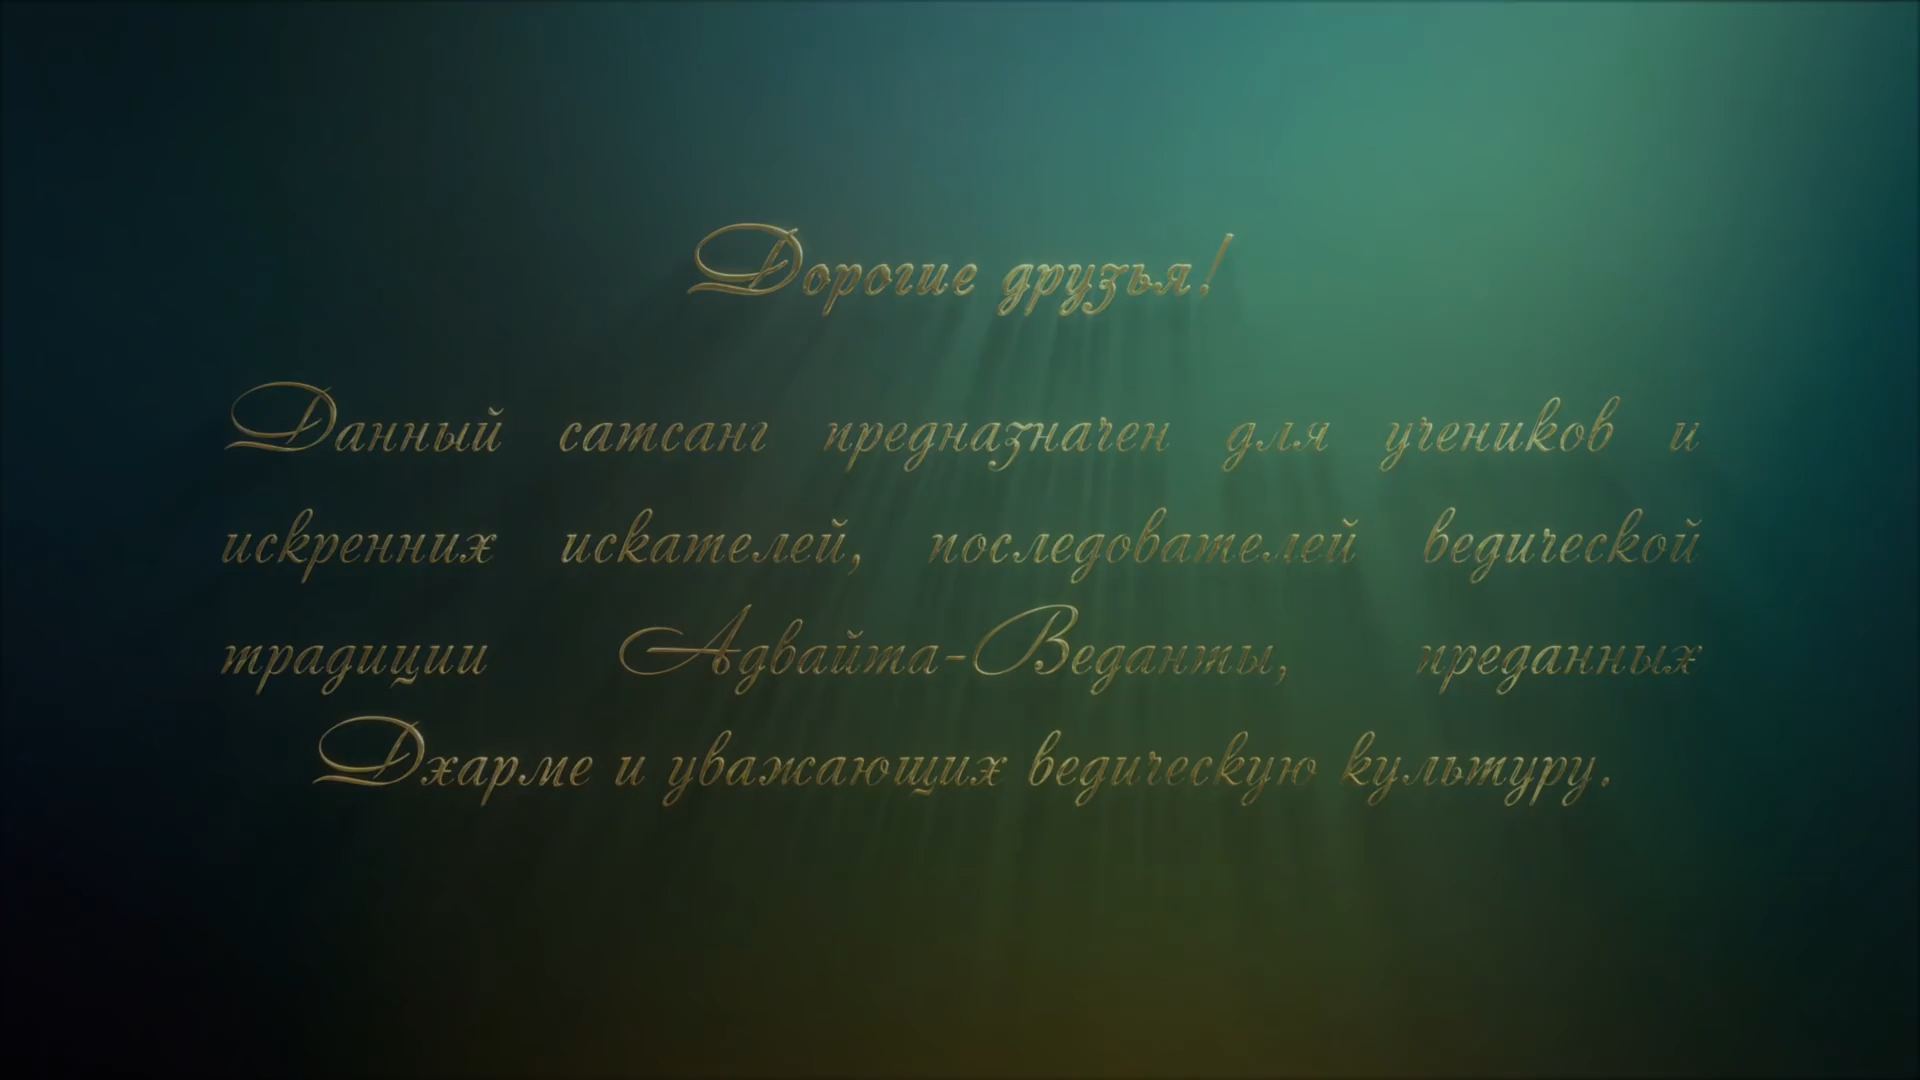 Дорогие друзья!
Данный сатсанг предназначен для учеников и
искренних искателей, последователей ведической
традиции Адвайта-Веданты, преданных
Дхарме и уважающих ведическую культуру.